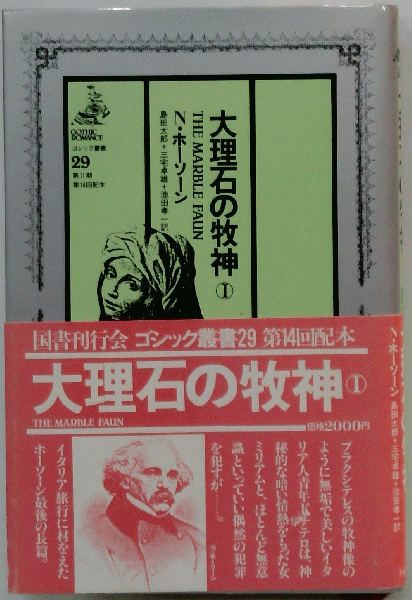 GOTHIC
ROMANCE
ゴシック叢書
29
第II期
第14回配本
大理石の牧神 I
THE MARBLE FAUN
N・ホーソーン
島田太郎+三宅卓雄+池田孝一訳
国書刊行会 ゴシック叢書・29 第14回配本
大理石の牧神 I
THE MARBLE FAUN
価格2000円
プラクシテレスの牧神像の
ように無垢で美しいイタ
リア人青年ドナテロは、神
秘的な暗い情熱をもった女
ミリアムと、ほとんど無意
識といっていい偶然の犯罪
を犯すが……。
N・ホーソーン
イタリア旅行に材をえた
ホーソーン最後の長篇。
N・ホーソーン
島田太郎+三宅卓雄+池田孝一訳